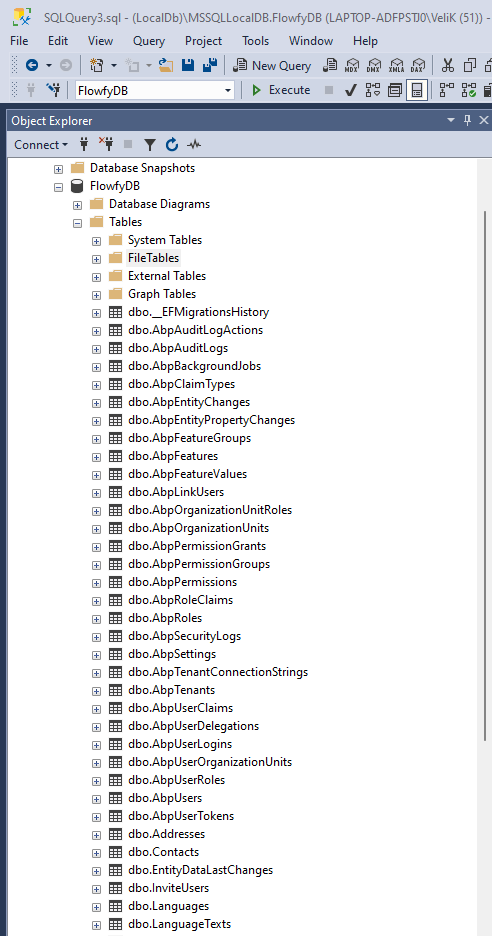 SQLQuery3.sql - (LocalDb)\MSSQLLocalDB.FlowfyDB (LAPTOP-ADFPSTJ0\VeliK (51)) -
File Edit View Query Project Tools Window Help
New Query MDX DMX XMLA DAX
FlowfyDB Execute
Object Explorer
Connect
Database Snapshots
FlowfyDB
Database Diagrams
Tables
System Tables
FileTables
External Tables
Graph Tables
dbo.__EFMigrationsHistory
dbo.AbpAuditLogActions
dbo.AbpAuditLogs
dbo.AbpBackgroundJobs
dbo.AbpClaimTypes
dbo.AbpEntityChanges
dbo.AbpEntityPropertyChanges
dbo.AbpFeatureGroups
dbo.AbpFeatures
dbo.AbpFeatureValues
dbo.AbpLinkUsers
dbo.AbpOrganizationUnitRoles
dbo.AbpOrganizationUnits
dbo.AbpPermissionGrants
dbo.AbpPermissionGroups
dbo.AbpPermissions
dbo.AbpRoleClaims
dbo.AbpRoles
dbo.AbpSecurityLogs
dbo.AbpSettings
dbo.AbpTenantConnectionStrings
dbo.AbpTenants
dbo.AbpUserClaims
dbo.AbpUserDelegations
dbo.AbpUserLogins
dbo.AbpUserOrganizationUnits
dbo.AbpUserRoles
dbo.AbpUsers
dbo.AbpUserTokens
dbo.Addresses
dbo.Contacts
dbo.EntityDataLastChanges
dbo.InviteUsers
dbo.Languages
dbo.LanguageTexts